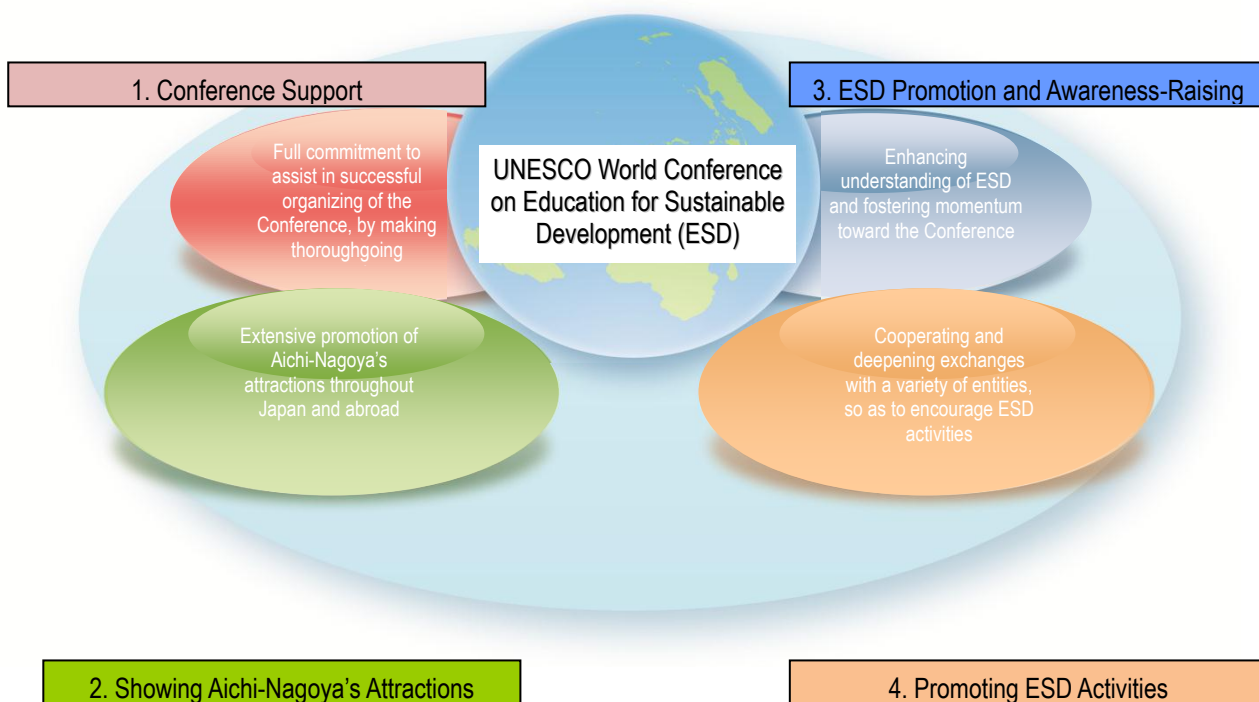 1. Conference Support
3. ESD Promotion and Awareness-Raising
UNESCO World Conference
on Education for Sustainable
Development (ESD)
Full commitment to
assist in successful
organizing of the
Conference, by making
thoroughgoing
Enhancing
understanding of ESD
and fostering momentum
toward the Conference
Extensive promotion of
Aichi-Nagoya’s
attractions throughout
Japan and abroad
Cooperating and
deepening exchanges
with a variety of entities,
so as to encourage ESD
activities
2. Showing Aichi-Nagoya’s Attractions
4. Promoting ESD Activities